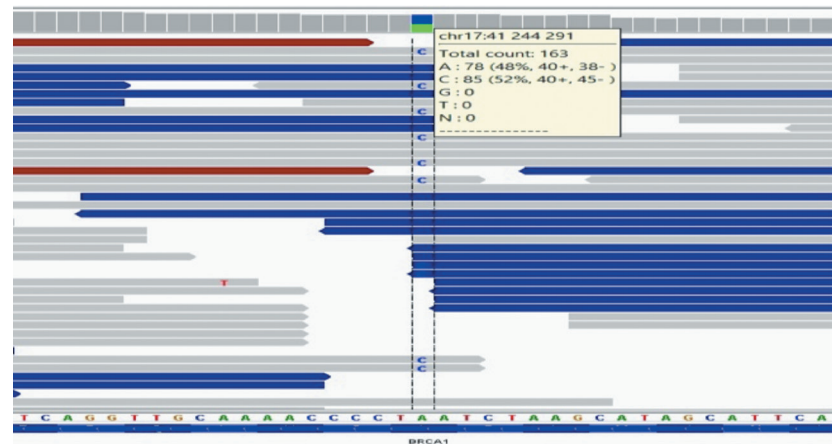 chr17:41 244 291
Total count: 163
A : 78 (48%, 40+, 38- )
C : 85 (52%, 40+, 45- )
G : 0
T : 0
N : 0
---------------
C
C
C
C
C
C
C
T
C
C
T C A G G T T G C A A A A C C C C T A A T C T A A G C A T A G C A T T C A
BRCA1